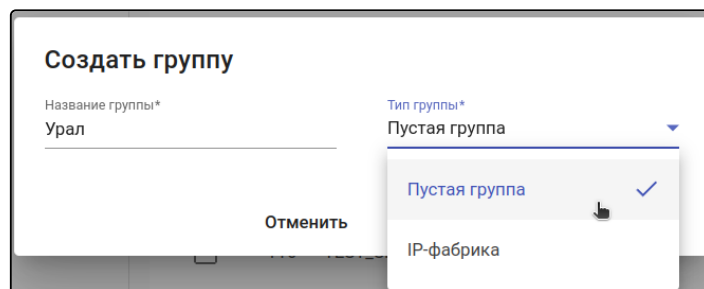 Создать группу
Название группы*
Урал
Тип группы*
Пустая группа
Пустая группа
Отменить
IP-фабрика